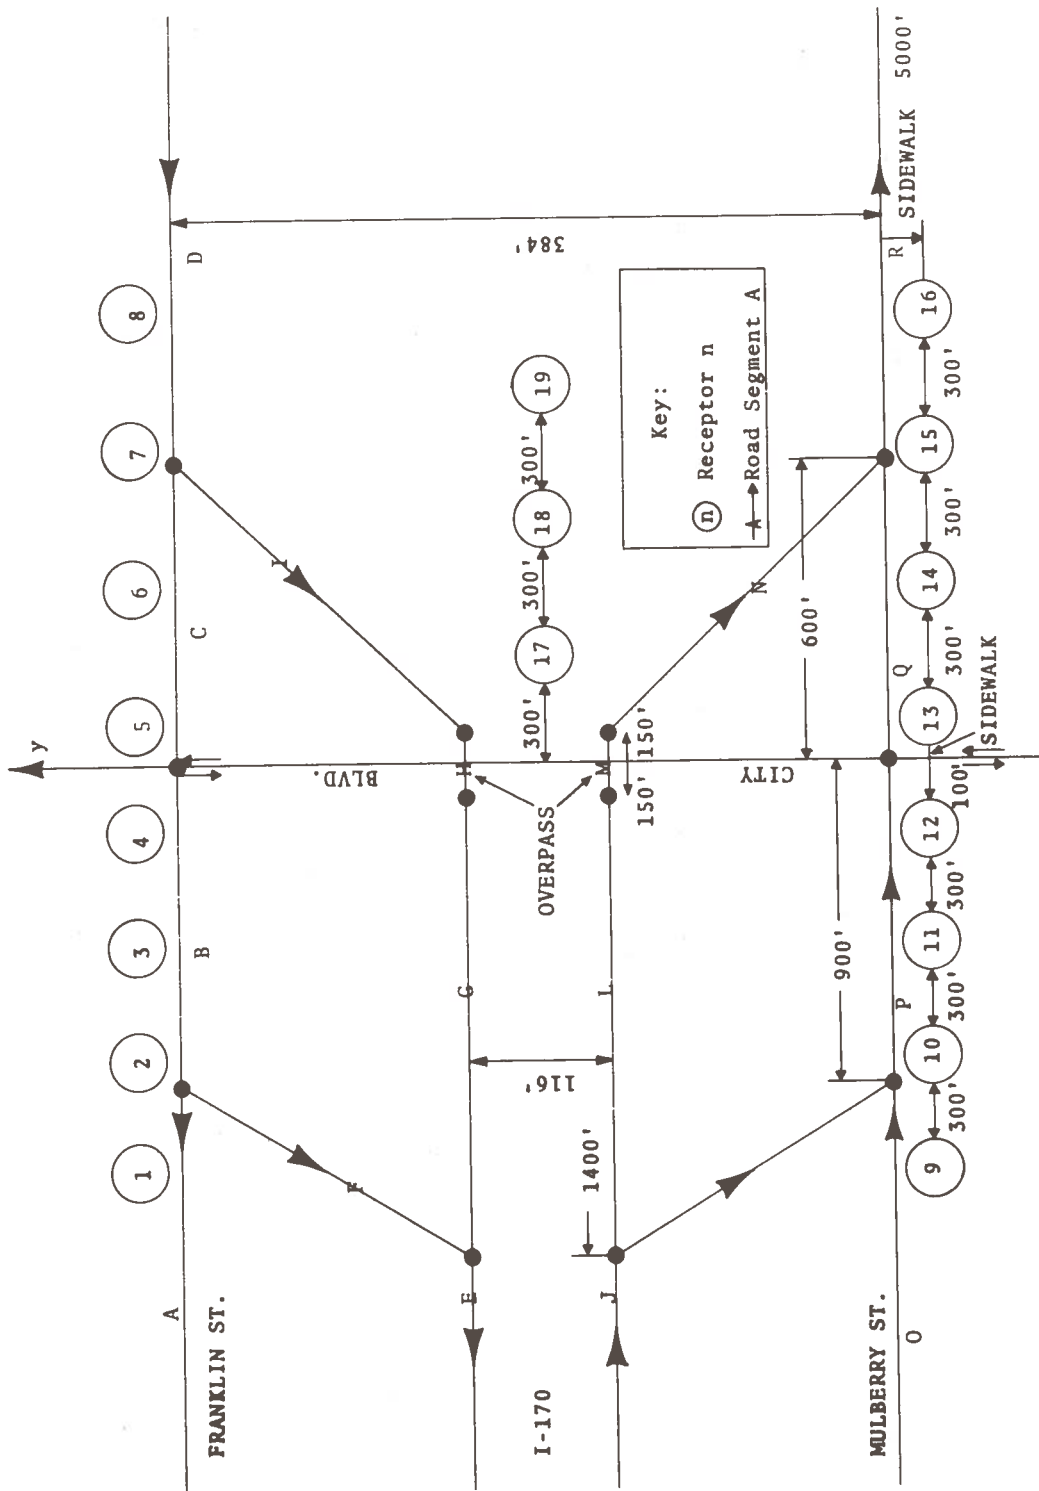 y
1
2
3
4
5
6
7
8
A
B
C
D
FRANKLIN ST.
384'
F
I
BLVD.
H
G
E
OVERPASS
116'
I-170
17
18
19
300'
300'
300'
M
150'
150'
L
J
1400'
Key:
n Receptor n
A Road Segment A
N
600'
CITY
900'
MULBERRY ST.
O
P
Q
R
SIDEWALK 5000'
SIDEWALK
100'
9
10
11
12
13
14
15
16
300'
300'
300'
300'
300'
300'